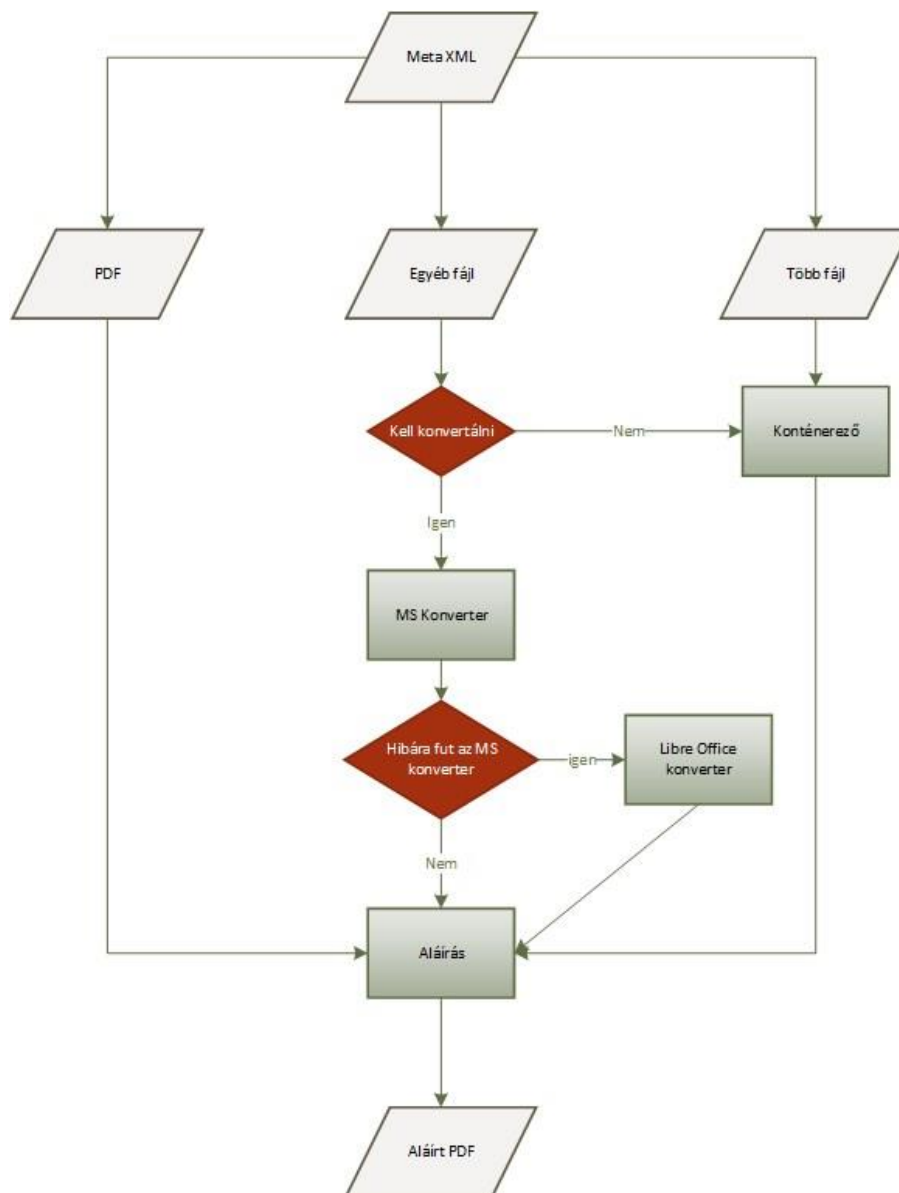 Meta XML
PDF
Egyéb fájl
Több fájl
Kell konvertálni
Nem
Konténerező
Igen
MS Konverter
Hibára fut az MS
konverter
igen
Libre Office
konverter
Nem
Aláírás
Aláírt PDF